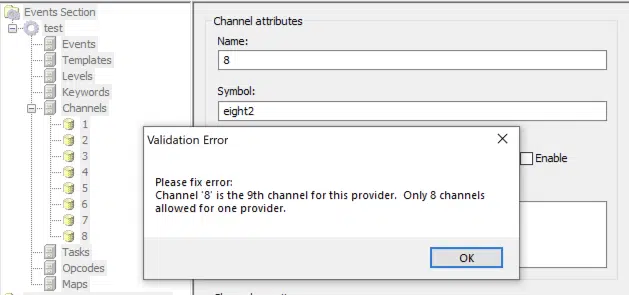 Events Section
test
Events
Templates
Levels
Keywords
Channels
1
2
3
4
5
6
7
8
Tasks
Opcodes
Maps
Channel attributes
Name:
8
Symbol:
eight2
Enable
Validation Error
Please fix error:
Channel '8' is the 9th channel for this provider. Only 8 channels
allowed for one provider.
OK